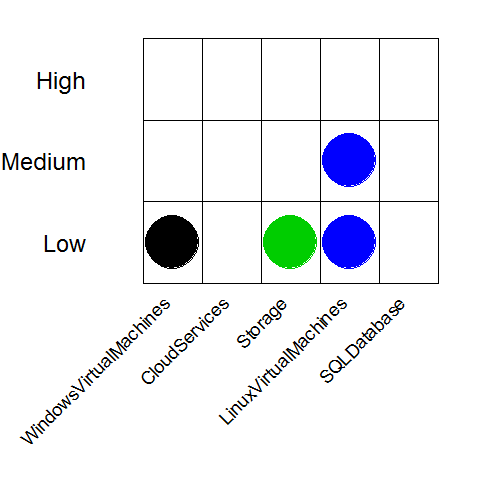 High
Medium
Low
WindowsVirtualMachines
CloudServices
Storage
LinuxVirtualMachines
SQLDatabase